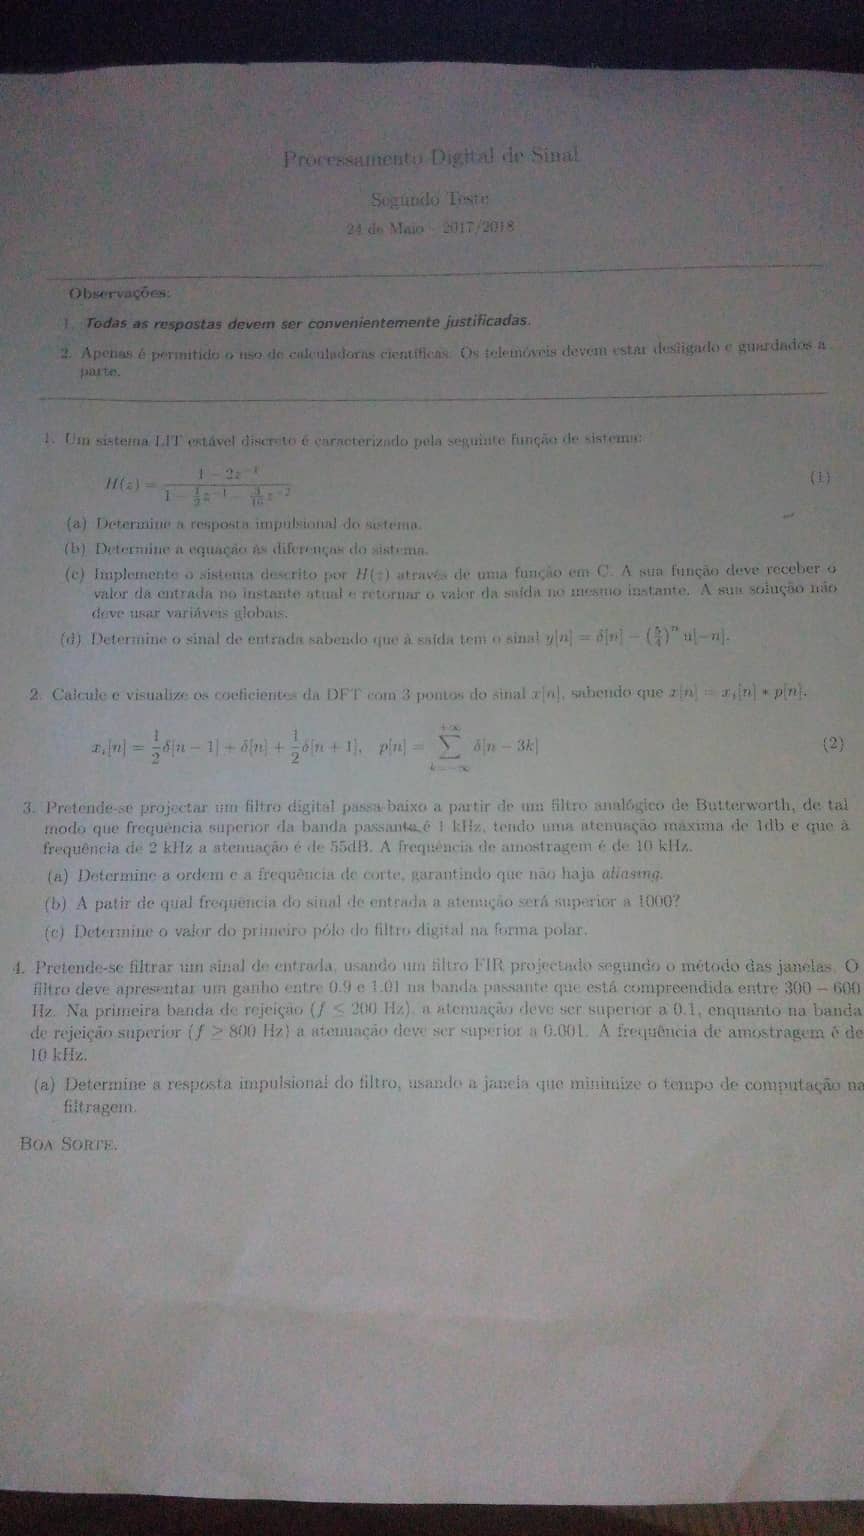 Processamento Digital de Sinal
Segundo Teste
24 de Maio - 2017/2018
Observações:
1. Todas as respostas devem ser convenientemente justificadas.
2. Apenas é permitido o uso de calculadoras científicas. Os telemóveis devem estar desligado e guardados à
parte.
1. Um sistema LIT estável discreto é caracterizado pela seguinte função de sistema:
H(z) = \frac{1 - 2z^{-1}}{1 - \frac{1}{2}z^{-1} - \frac{3}{16}z^{-2}} (1)
(a) Determine a resposta impulsional do sistema.
(b) Determine a equação às diferenças do sistema.
(c) Implemente o sistema descrito por H(z) através de uma função em C. A sua função deve receber o
valor da entrada no instante atual e retornar o valor da saída no mesmo instante. A sua solução não
deve usar variáveis globais.
(d) Determine o sinal de entrada sabendo que à saída tem o sinal y[n] = δ[n] − (5/4)^n u[−n].
2. Calcule e visualize os coeficientes da DFT com 3 pontos do sinal x[n], sabendo que x[n] = x_t[n] ∗ p[n].
x_t[n] = \frac{1}{2}δ[n − 1] + δ[n] + \frac{1}{2}δ[n + 1], p[n] = \sum_{k=−∞}^{+∞} δ[n − 3k] (2)
3. Pretende-se projectar um filtro digital passa-baixo a partir de um filtro analógico de Butterworth, de tal
modo que frequência superior da banda passante é 1 kHz, tendo uma atenuação máxima de 1db e que à
frequência de 2 kHz a atenuação é de 55dB. A frequência de amostragem é de 10 kHz.
(a) Determine a ordem e a frequência de corte, garantindo que não haja aliasing.
(b) A patir de qual frequência do sinal de entrada a atenução será superior a 1000?
(c) Determine o valor do primeiro pólo do filtro digital na forma polar.
4. Pretende-se filtrar um sinal de entrada, usando um filtro FIR projectado segundo o método das janelas. O
filtro deve apresentar um ganho entre 0.9 e 1.01 na banda passante que está compreendida entre 300 − 600
Hz. Na primeira banda de rejeição (f ≤ 200 Hz), a atenuação deve ser superior a 0.1, enquanto na banda
de rejeição superior (f ≥ 800 Hz) a atenuação deve ser superior a 0.001. A frequência de amostragem é de
10 kHz.
(a) Determine a resposta impulsional do filtro, usando a janela que minimize o tempo de computação na
filtragem.
BOA SORTE.